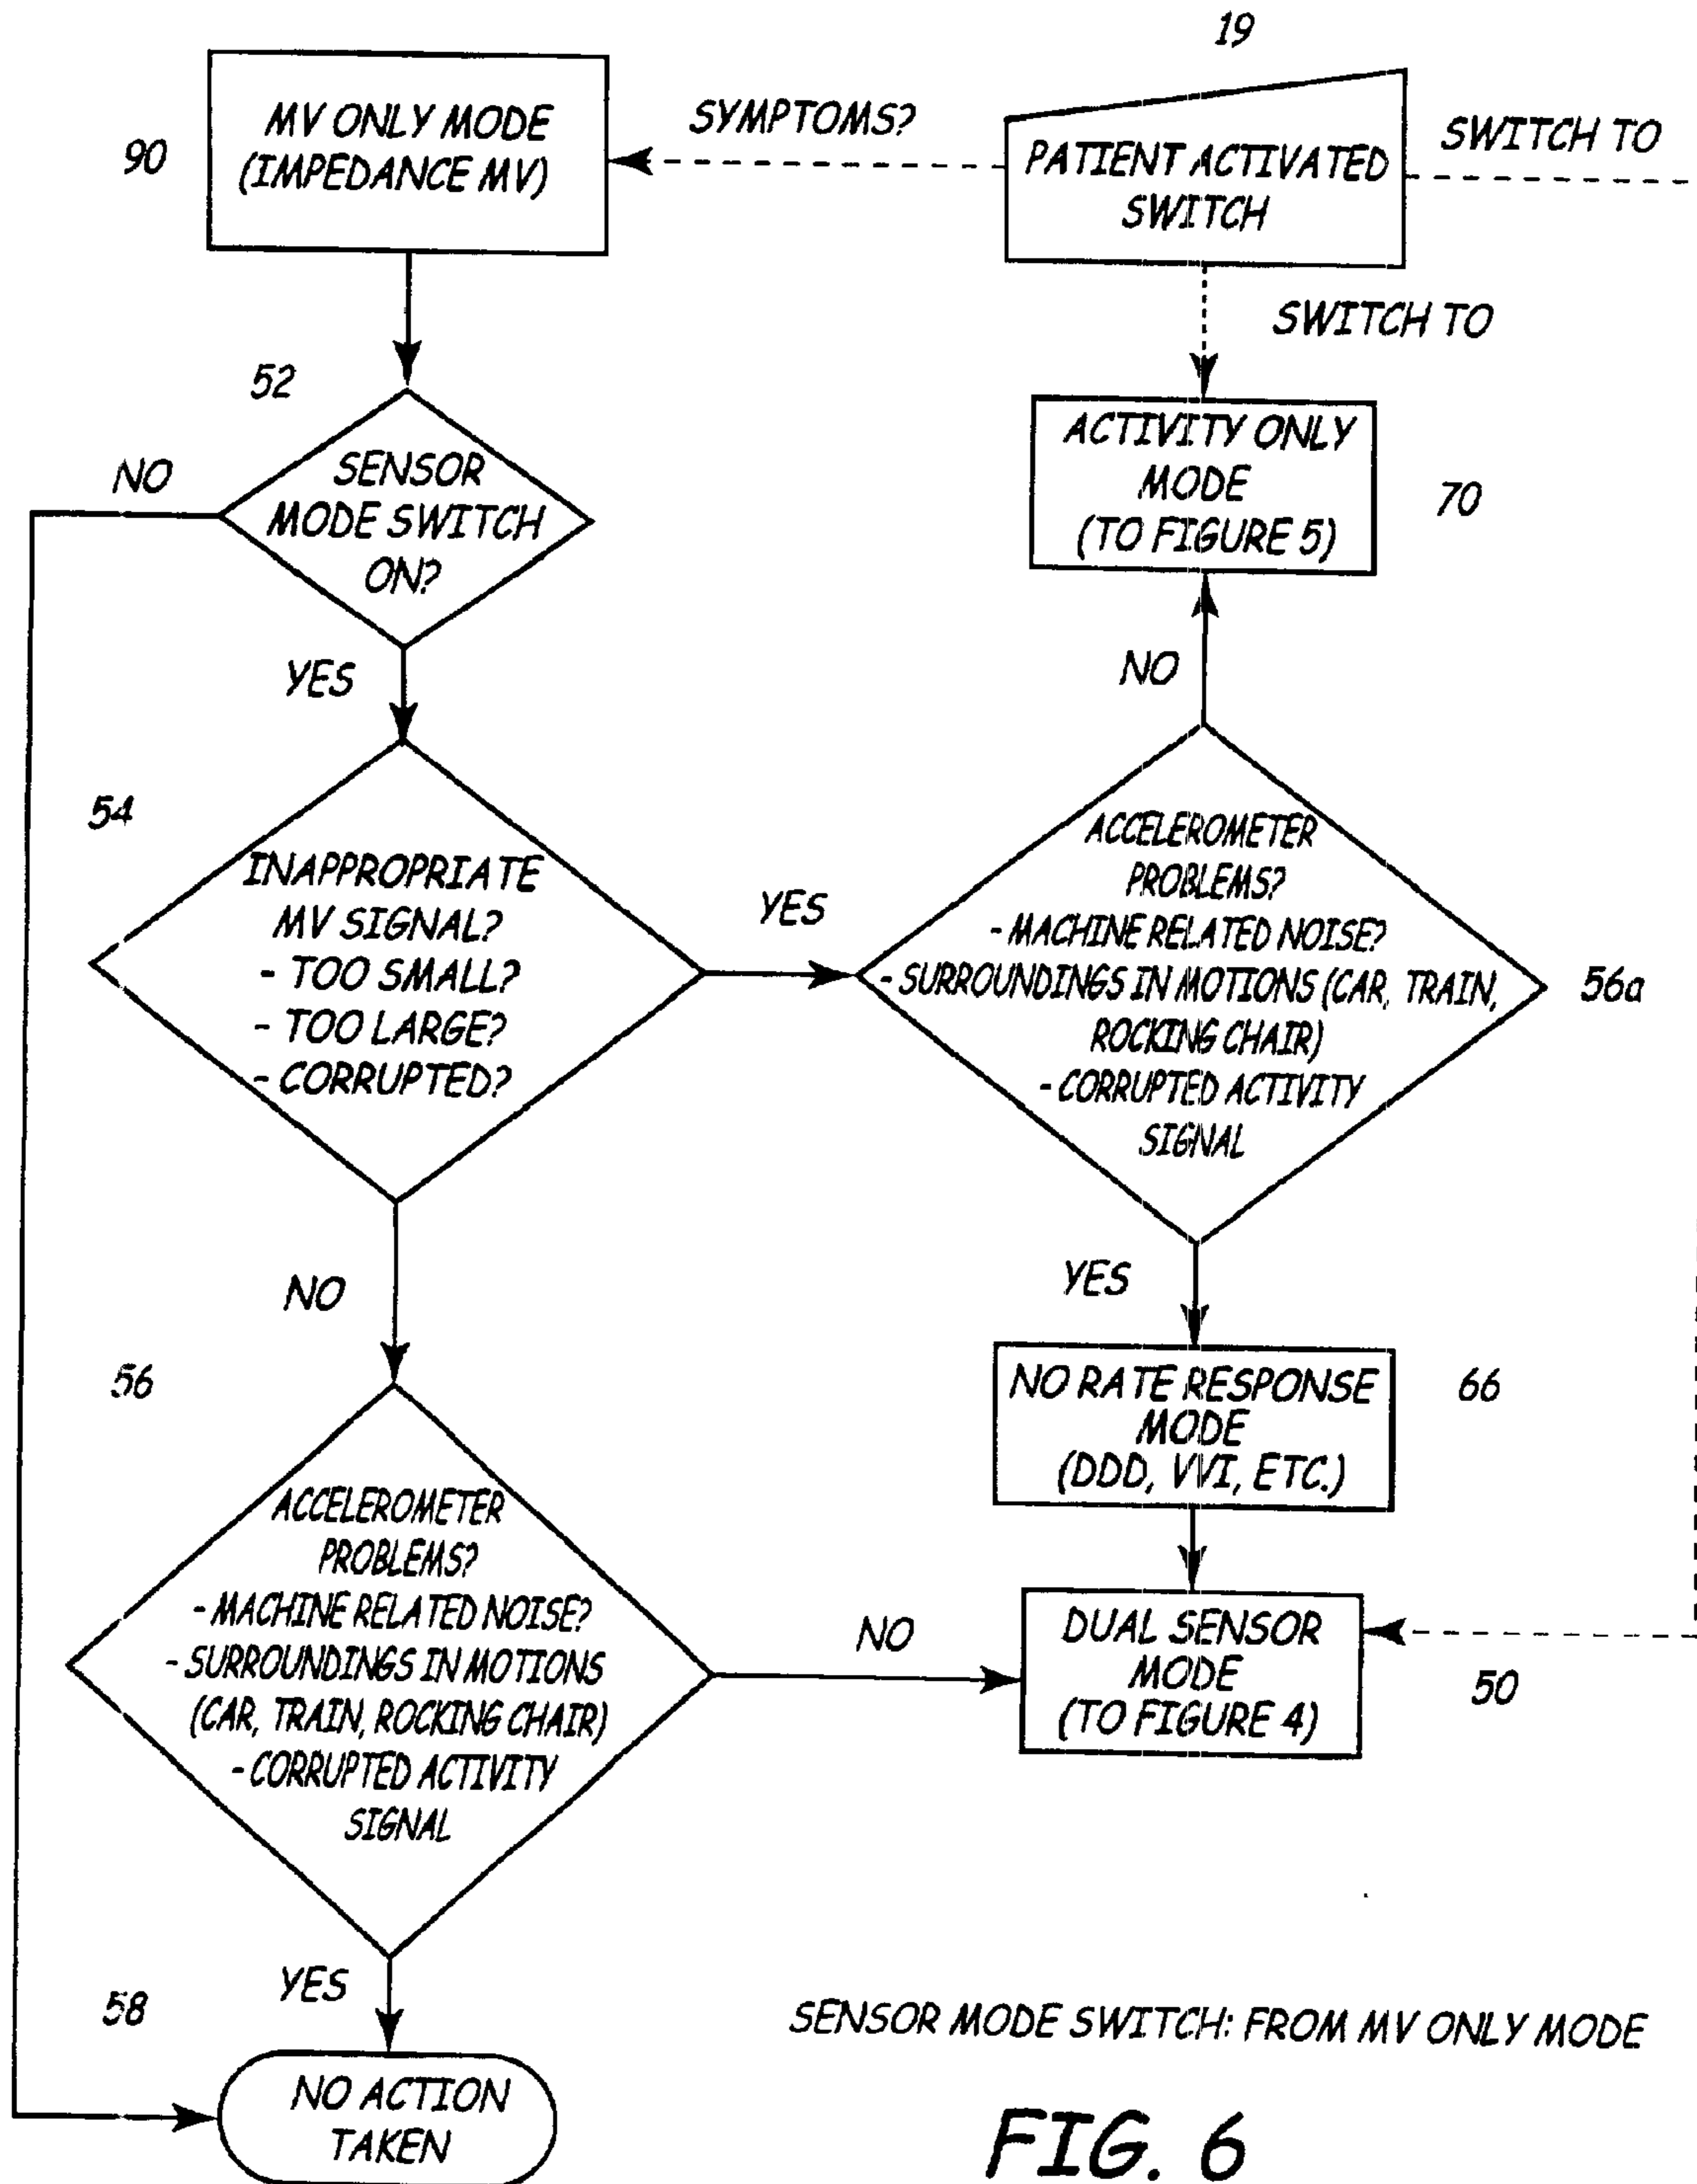 19
MV ONLY MODE
(IMPEDANCE MV)
90
SYMPTOMS?
PATIENT ACTIVATED
SWITCH
SWITCH TO
SWITCH TO
52
SENSOR
MODE SWITCH
ON?
NO
YES
ACTIVITY ONLY
MODE
(TO FIGURE 5)
70
NO
54
INAPPROPRIATE
MV SIGNAL?
- TOO SMALL?
- TOO LARGE?
- CORRUPTED?
YES
ACCELEROMETER
PROBLEMS?
- MACHINE RELATED NOISE?
- SURROUNDINGS IN MOTIONS (CAR, TRAIN,
ROCKING CHAIR)
- CORRUPTED ACTIVITY
SIGNAL
56a
NO
YES
56
NO RATE RESPONSE
MODE
(DDD, VVI, ETC.)
66
ACCELEROMETER
PROBLEMS?
- MACHINE RELATED NOISE?
- SURROUNDINGS IN MOTIONS
(CAR, TRAIN, ROCKING CHAIR)
- CORRUPTED ACTIVITY
SIGNAL
NO
DUAL SENSOR
MODE
(TO FIGURE 4)
50
YES
58
NO ACTION
TAKEN
SENSOR MODE SWITCH: FROM MV ONLY MODE
FIG. 6